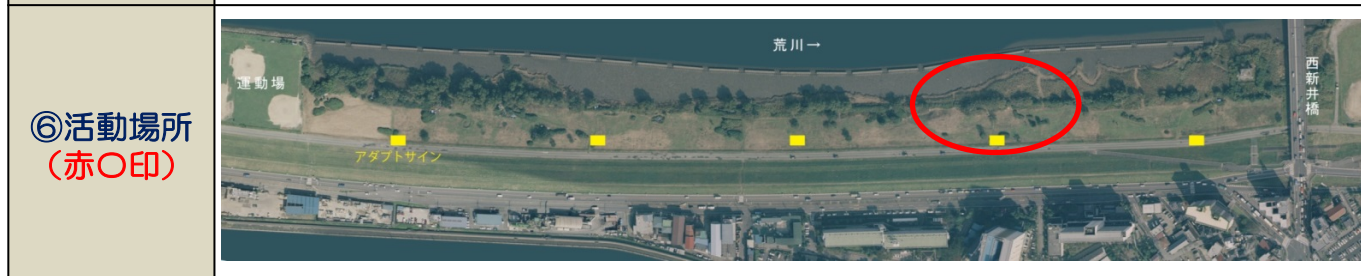 ⑥活動場所
(赤〇印)
荒川→
運動場
アダプトサイン
西新井橋